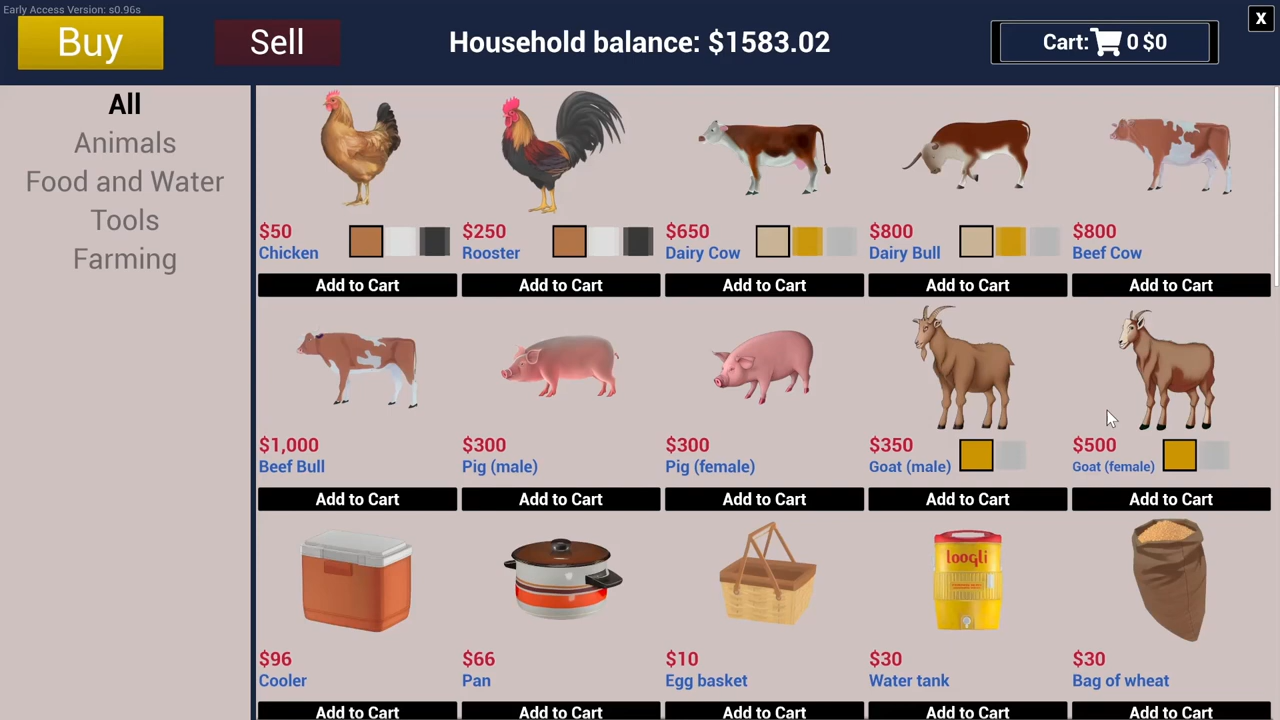 Early Access Version: s0.96s
Buy
Sell
Household balance: $1583.02
Cart: 0 $0
X
All
Animals
Food and Water
Tools
Farming
$50
Chicken
Add to Cart
$250
Rooster
Add to Cart
$650
Dairy Cow
Add to Cart
$800
Dairy Bull
Add to Cart
$800
Beef Cow
Add to Cart
$1,000
Beef Bull
Add to Cart
$300
Pig (male)
Add to Cart
$300
Pig (female)
Add to Cart
$350
Goat (male)
Add to Cart
$500
Goat (female)
Add to Cart
$96
Cooler
Add to Cart
$66
Pan
Add to Cart
$10
Egg basket
Add to Cart
loogli
$30
Water tank
Add to Cart
$30
Bag of wheat
Add to Cart